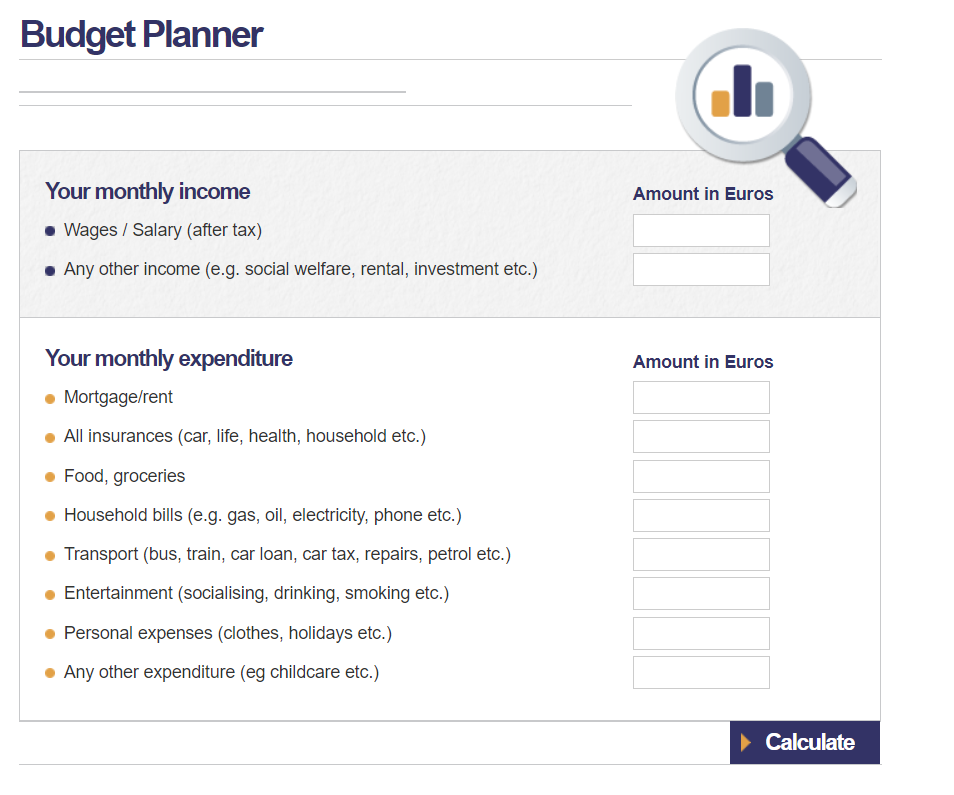 Budget Planner
Your monthly income
Amount in Euros
Wages / Salary (after tax)
Any other income (e.g. social welfare, rental, investment etc.)
Your monthly expenditure
Amount in Euros
Mortgage/rent
All insurances (car, life, health, household etc.)
Food, groceries
Household bills (e.g. gas, oil, electricity, phone etc.)
Transport (bus, train, car loan, car tax, repairs, petrol etc.)
Entertainment (socialising, drinking, smoking etc.)
Personal expenses (clothes, holidays etc.)
Any other expenditure (eg childcare etc.)
Calculate